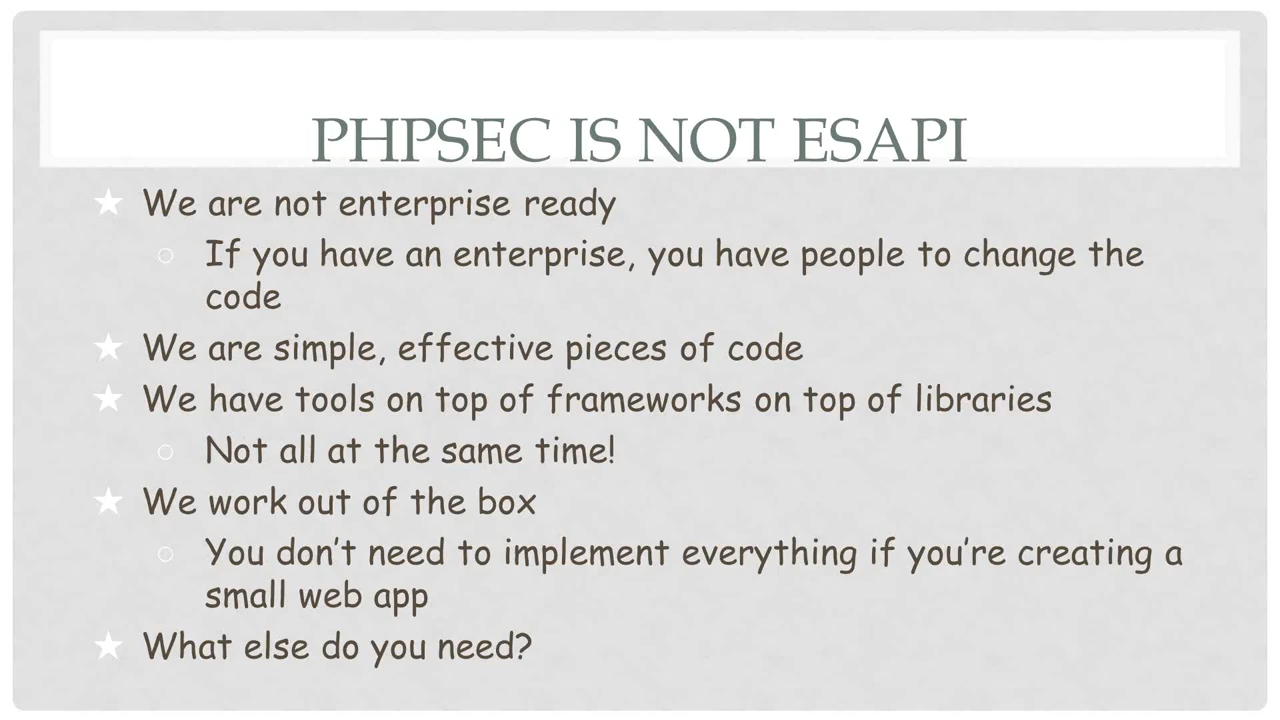 PHPSEC IS NOT ESAPI
★ We are not enterprise ready
○ If you have an enterprise, you have people to change the
code
★ We are simple, effective pieces of code
★ We have tools on top of frameworks on top of libraries
○ Not all at the same time!
★ We work out of the box
○ You don’t need to implement everything if you’re creating a
small web app
★ What else do you need?